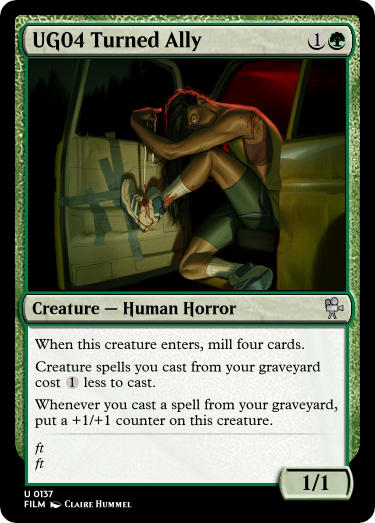 UG04 Turned Ally 1
Creature — Human Horror
When this creature enters, mill four cards.
Creature spells you cast from your graveyard
cost 1 less to cast.
Whenever you cast a spell from your graveyard,
put a +1/+1 counter on this creature.
ft
ft
1/1
U 0137
FILM Claire Hummel